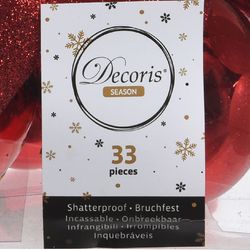 Decoris®
SEASON
33
pieces
Shatterproof • Bruchfest
Incassable • Onbreekbaar
Infrangibili • Irrompibles
Inquebráveis